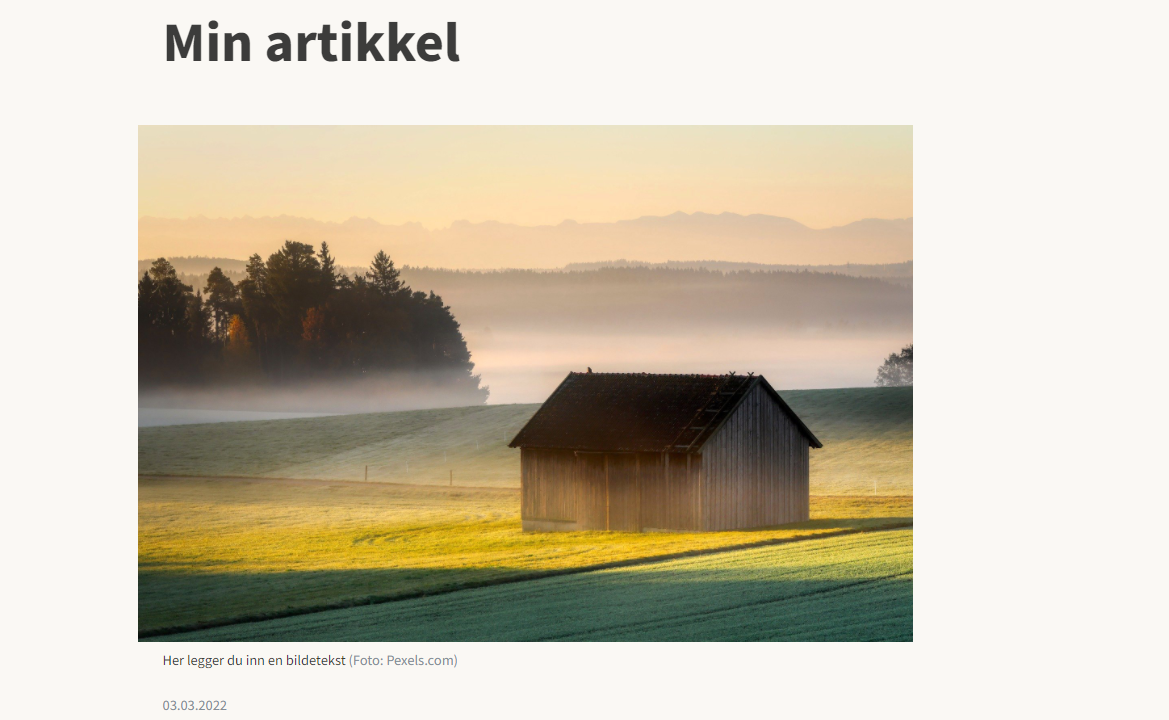 Min artikkel
Her legger du inn en bildetekst (Foto: Pexels.com)
03.03.2022